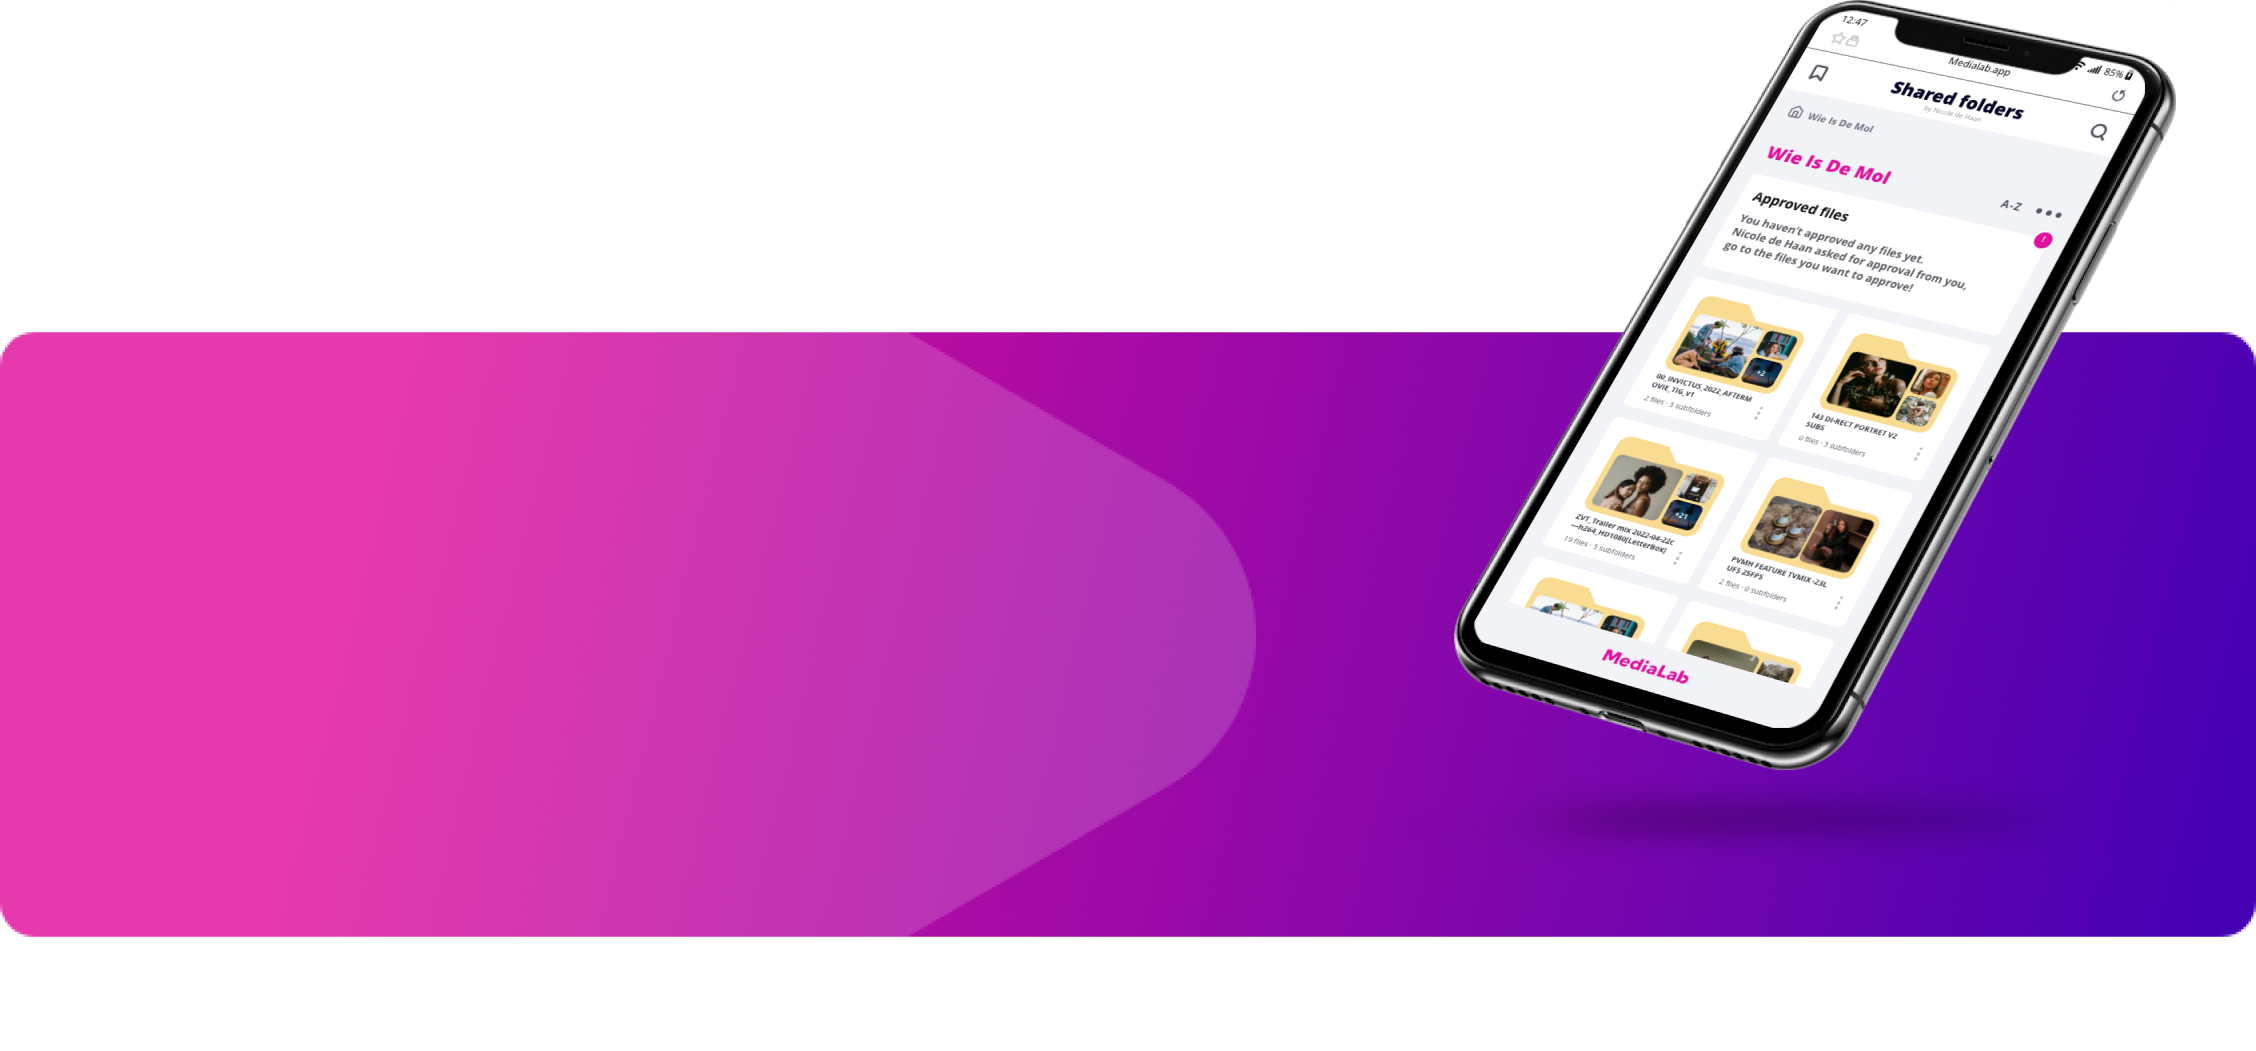 12:47
Medialab.app
85%
Shared folders
by Nicole de Haan
Wie Is De Mol
Wie Is De Mol
A-Z
Approved files
You haven't approved any files yet.
Nicole de Haan asked for approval from you,
go to the files you want to approve!
!
+2
00_INVICTUS_2022_AFTERM
OVIE_TIG_V1
2 files · 3 subfolders
143 DI-RECT PORTRET V2
SUBS
0 files · 3 subfolders
+21
ZVT_Trailer mix 2022-04-22c
—h264_HD1080[LetterBox]
19 files · 5 subfolders
PVMH FEATURE TVMIX -23L
UFS 25FPS
2 files · 0 subfolders
MediaLab